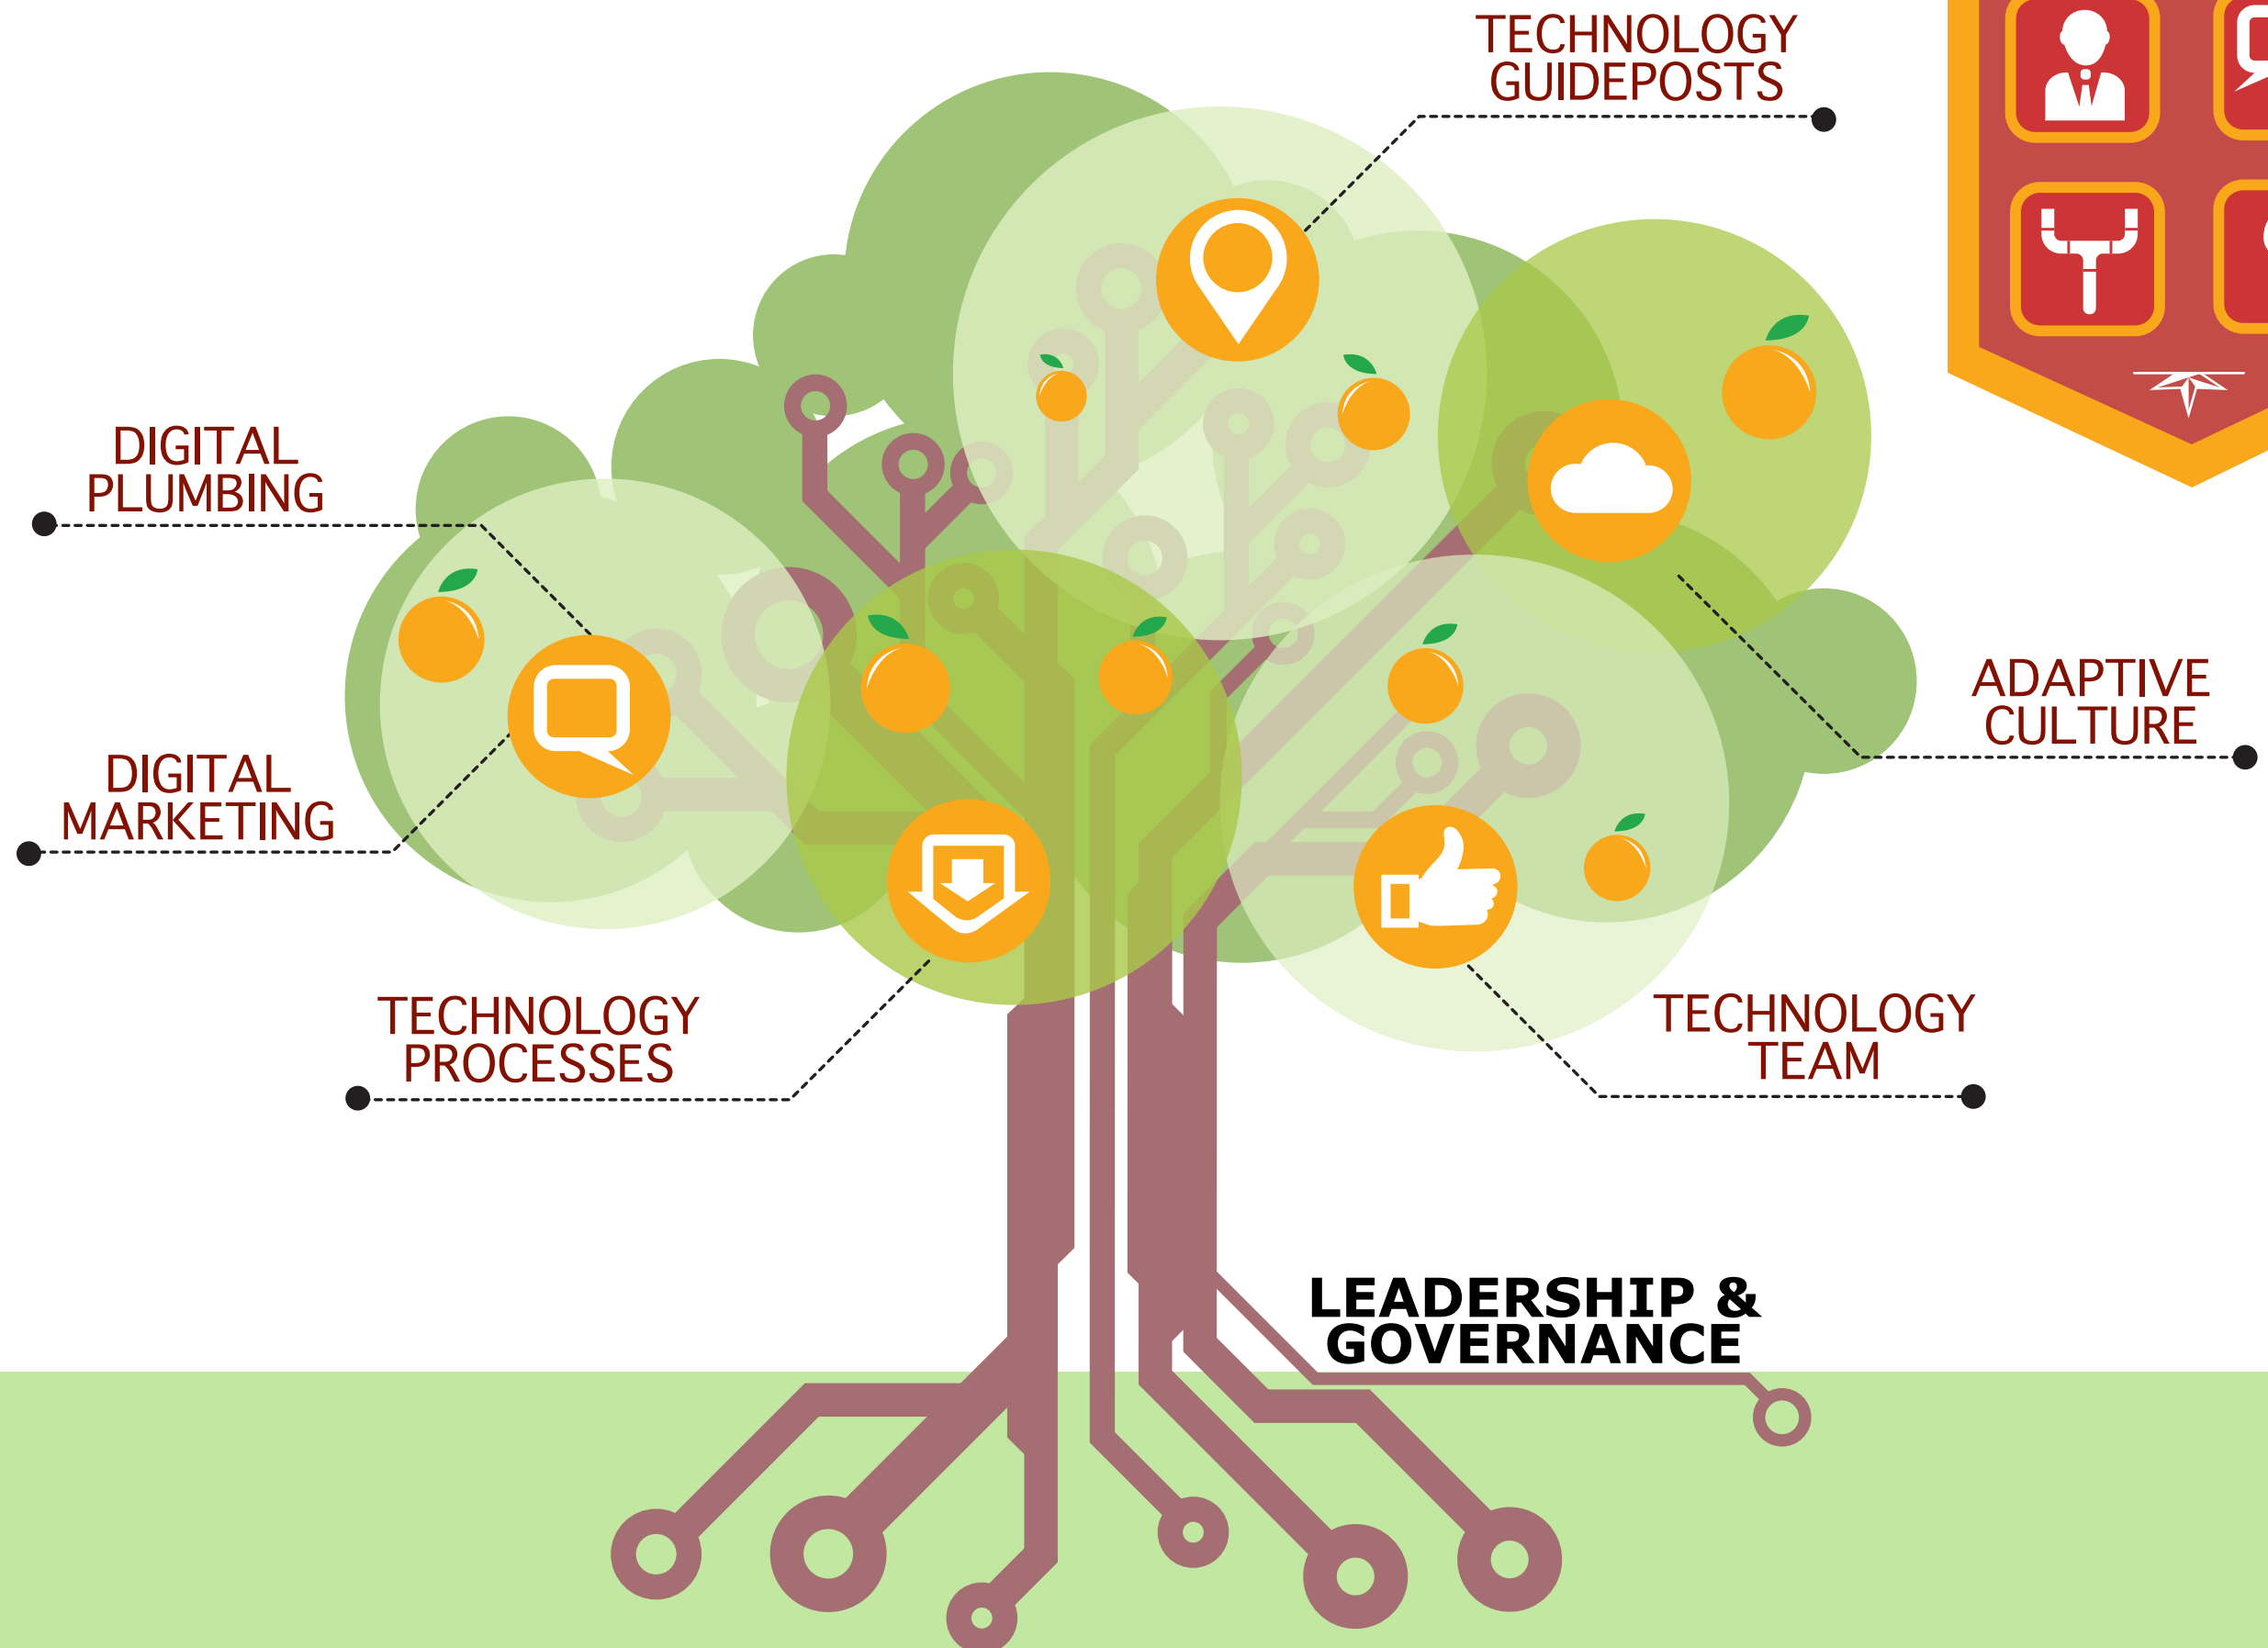 TECHNOLOGY
GUIDEPOSTS
DIGITAL
PLUMBING
ADAPTIVE
CULTURE
DIGITAL
MARKETING
TECHNOLOGY
PROCESSES
TECHNOLOGY
TEAM
LEADERSHIP &
GOVERNANCE